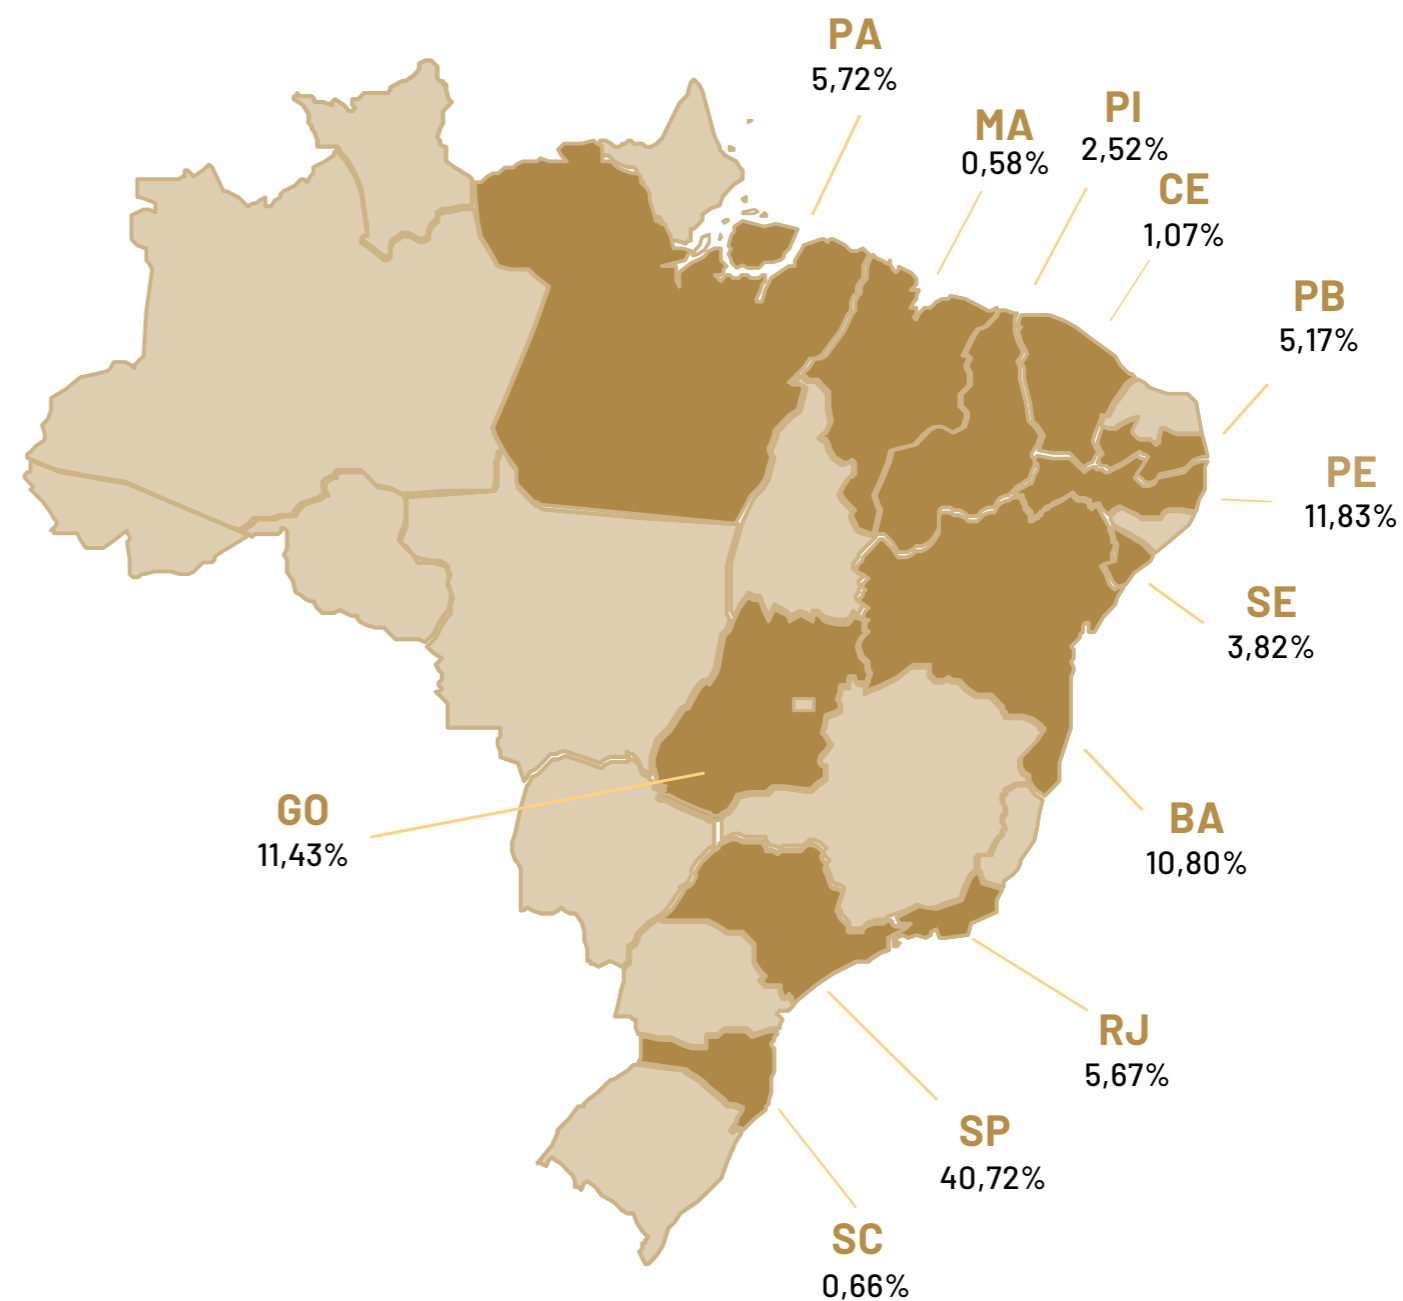 PA
5,72%
MA
0,58%
PI
2,52%
CE
1,07%
PB
5,17%
PE
11,83%
SE
3,82%
GO
11,43%
BA
10,80%
RJ
5,67%
SP
40,72%
SC
0,66%